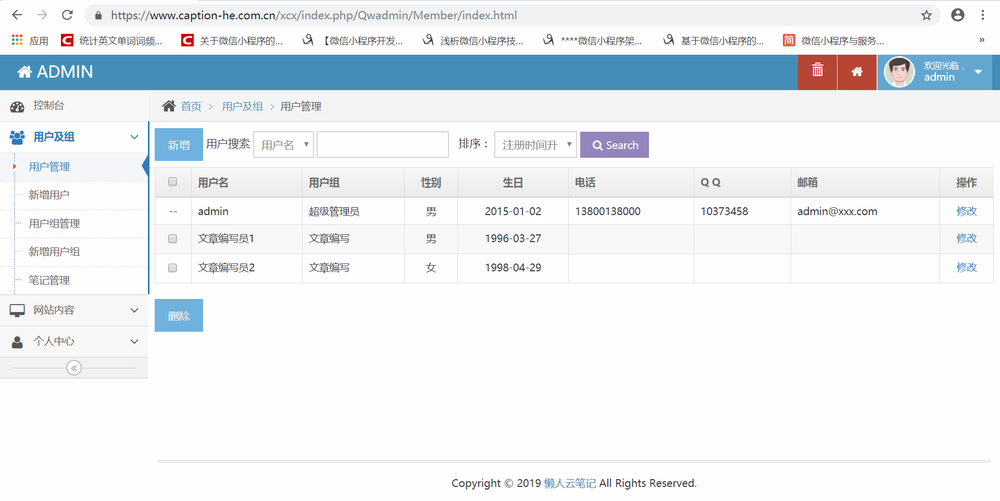 https://www.caption-he.com.cn/xcx/index.php/Qwadmin/Member/index.html
应用 统计英文单词词频... 关于微信小程序的... 【微信小程序开发... 浅析微信小程序技... ****微信小程序架... 基于微信小程序的... 简 微信小程序与服务... »
ADMIN 欢迎光临， admin
控制台
用户及组
用户管理
新增用户
用户组管理
新增用户组
笔记管理
网站内容
个人中心
首页 > 用户及组 > 用户管理
新增 用户搜索 用户名 排序： 注册时间升 Search
用户名 用户组 性别 生日 电话 Q Q 邮箱 操作
-- admin 超级管理员 男 2015-01-02 13800138000 10373458 admin@xxx.com 修改
文章编写员1 文章编写 男 1996-03-27 修改
文章编写员2 文章编写 女 1998-04-29 修改
删除
Copyright © 2019 懒人云笔记 All Rights Reserved.